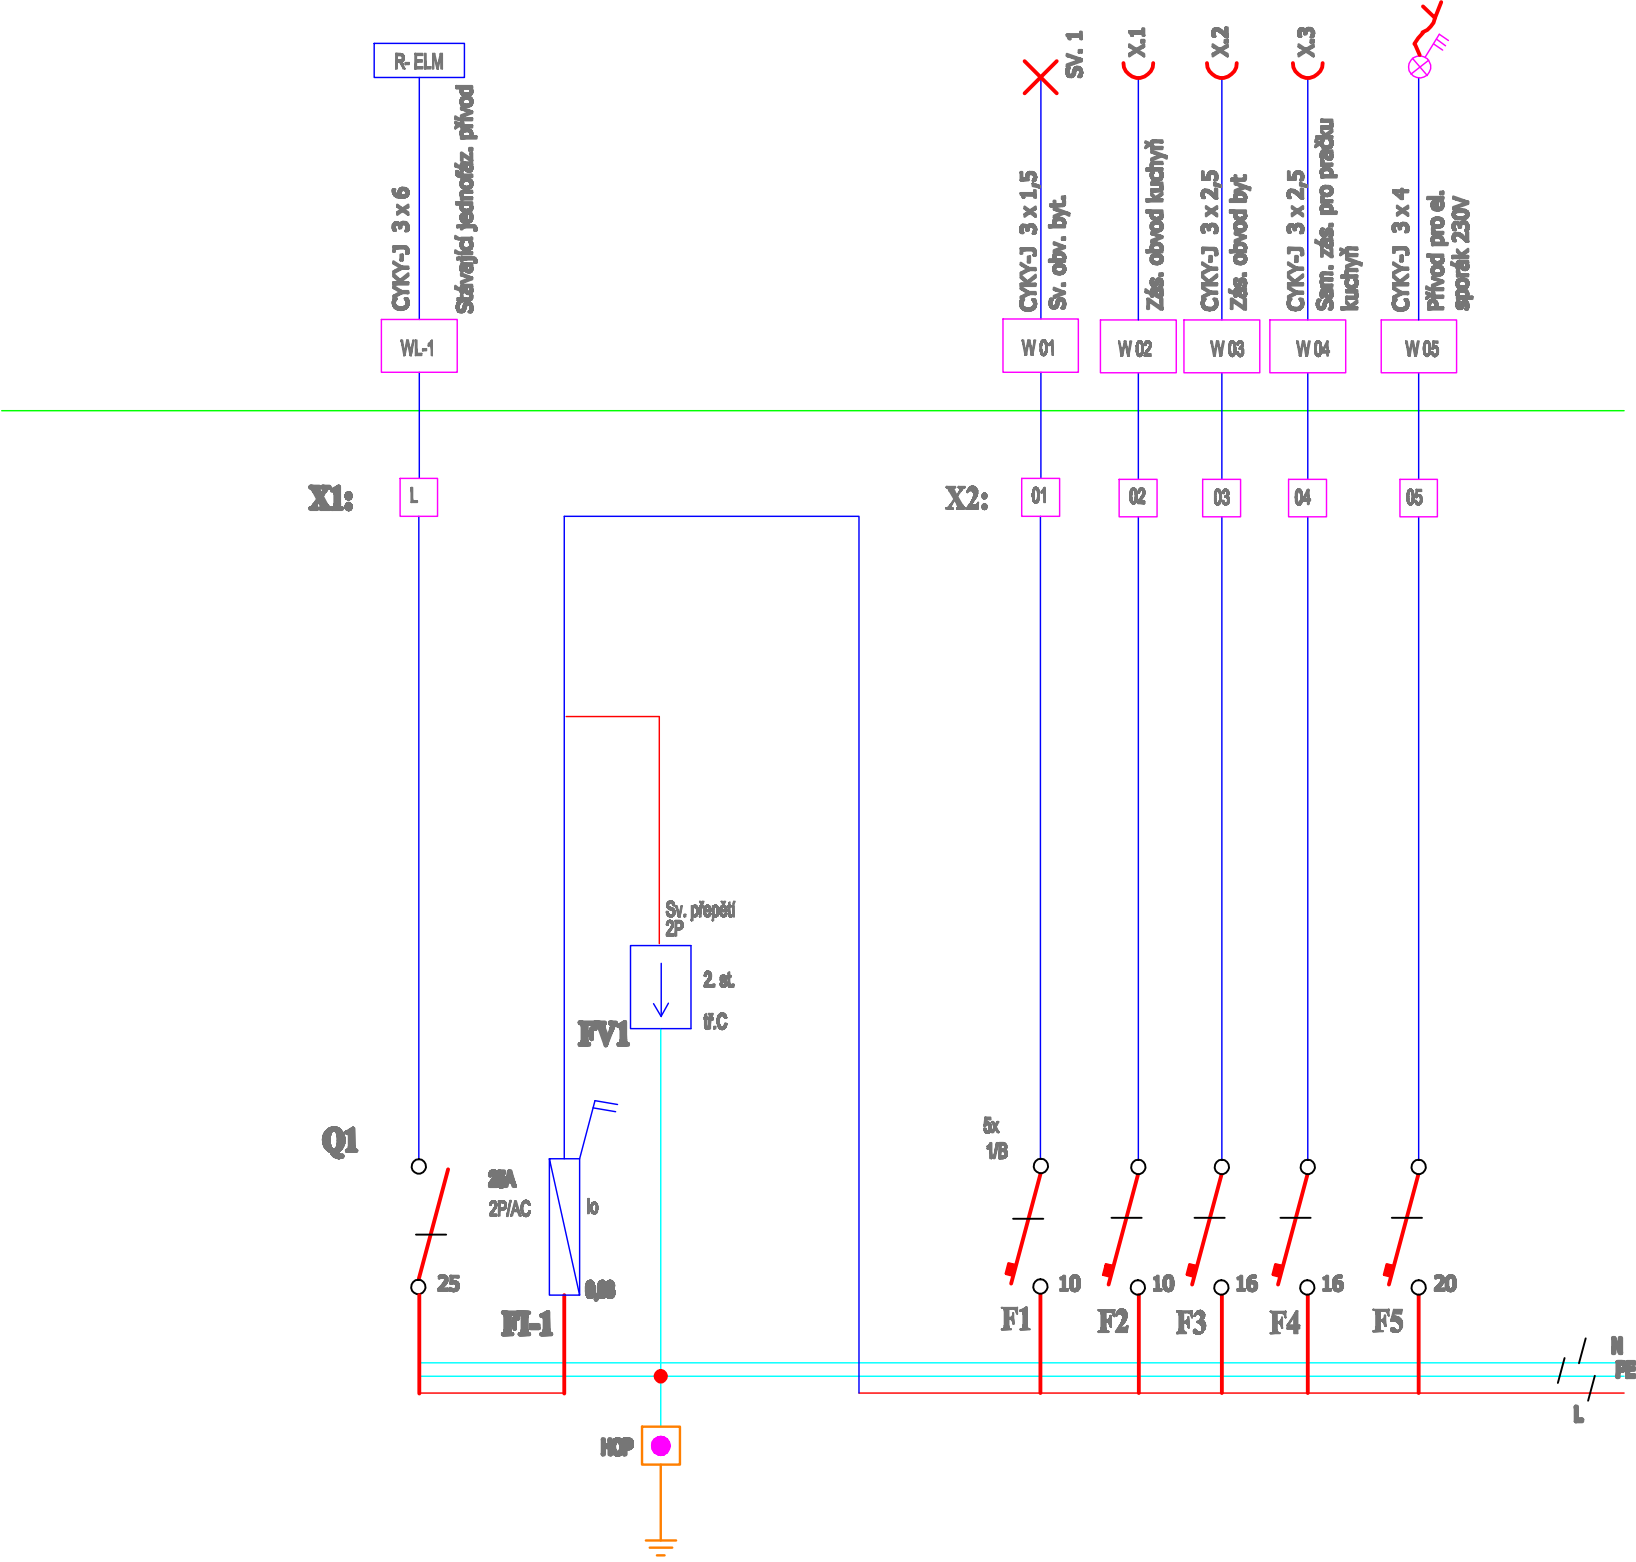 R- ELM
CYKY-J 3 x 6
Stávající jednofáz. přívod
WL-1
SV. 1
X.1
X.2
X.3
CYKY-J 3 x 1,5
Sv. obv. byt.
Zás. obvod kuchyň
CYKY-J 3 x 2,5
Zás. obvod byt
CYKY-J 3 x 2,5
Sam. zás. pro pračku
kuchyň
CYKY-J 3 x 4
Přívod pro el.
sporák 230V
W 01
W 02
W 03
W 04
W 05
X1:
L
X2:
01
02
03
04
05
Sv. přepětí
2P
2. st.
tř.C
FV1
Q1
25
2P/AC
Io
FI-1
5x
1/B
10
10
16
16
20
F1
F2
F3
F4
F5
N
PE
L
HOP